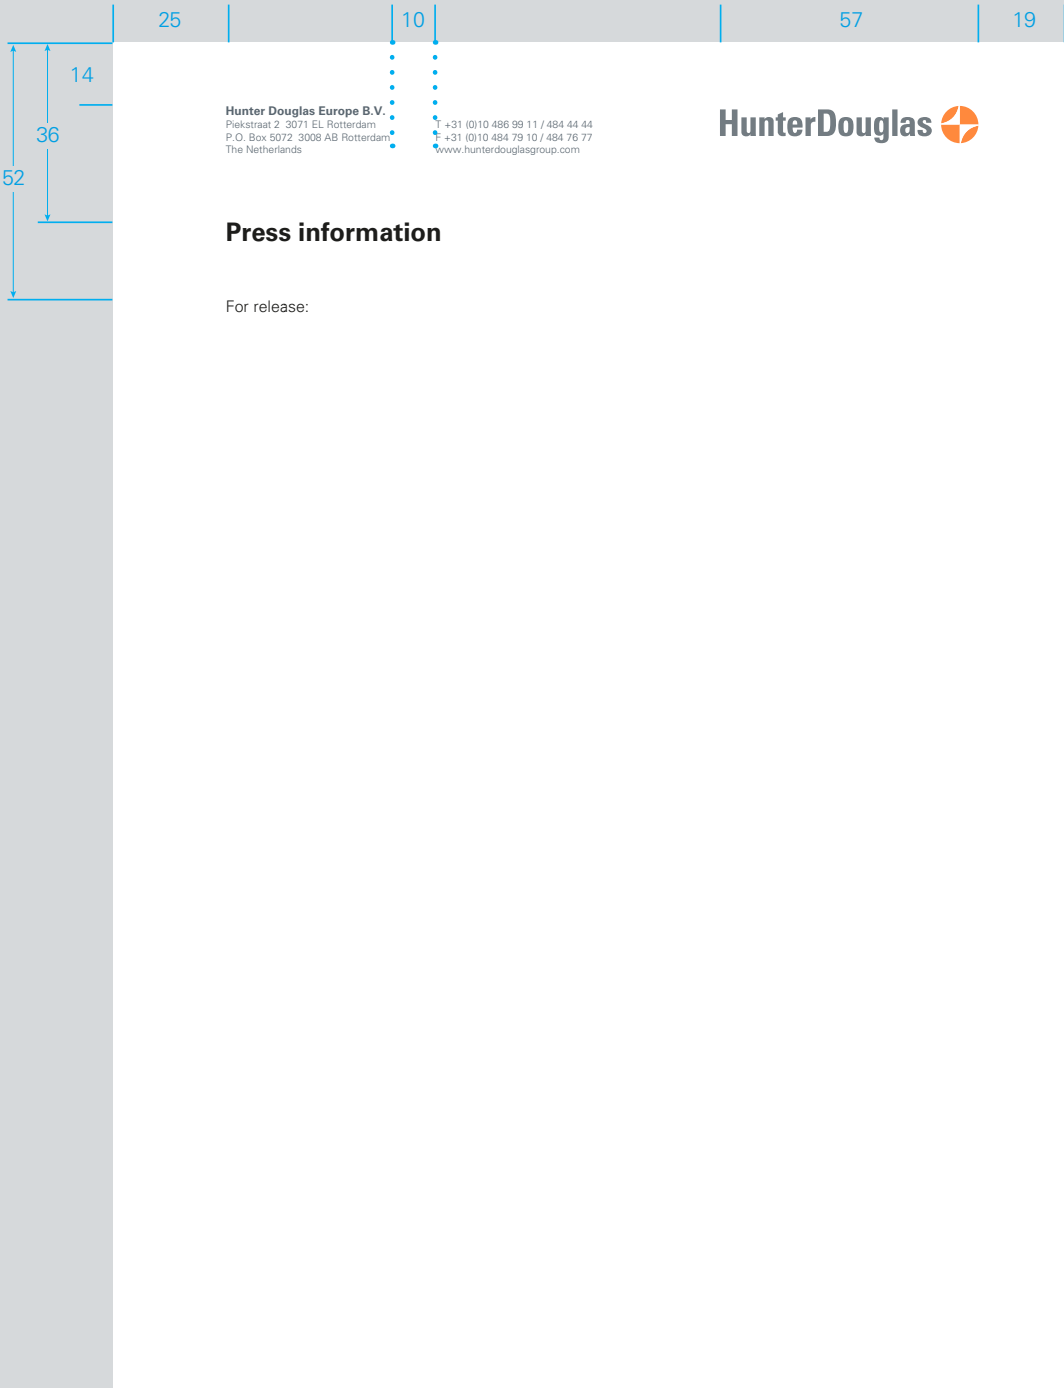 25 10 57 19
14
36
52
Hunter Douglas Europe B.V.
Piekstraat 2 3071 EL Rotterdam
P.O. Box 5072 3008 AB Rotterdam
The Netherlands
T +31 (0)10 486 99 11 / 484 44 44
F +31 (0)10 484 79 10 / 484 76 77
www.hunterdouglasgroup.com
HunterDouglas
Press information
For release: